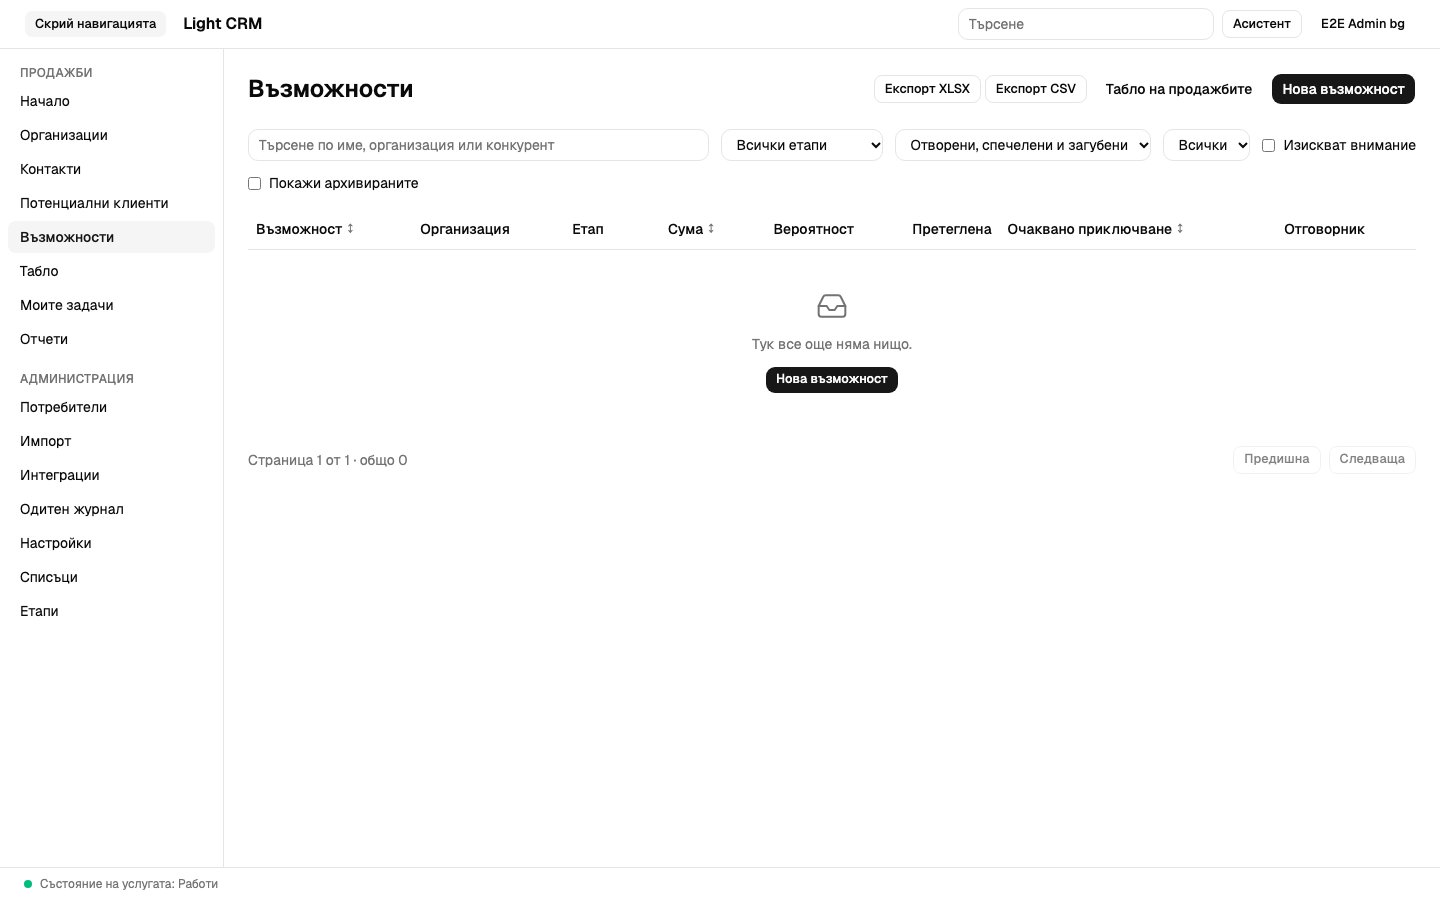 Скрий навигацията Light CRM Търсене Асистент E2E Admin bg
ПРОДАЖБИ
Начало
Организации
Контакти
Потенциални клиенти
Възможности
Табло
Моите задачи
Отчети
АДМИНИСТРАЦИЯ
Потребители
Импорт
Интеграции
Одитен журнал
Настройки
Списъци
Етапи
Възможности Експорт XLSX Експорт CSV Табло на продажбите Нова възможност
Търсене по име, организация или конкурент Всички етапи Отворени, спечелени и загубени Всички Изискват внимание
Покажи архивираните
Възможност ↕ Организация Етап Сума ↕ Вероятност Претеглена Очаквано приключване ↕ Отговорник
Тук все още няма нищо.
Нова възможност
Страница 1 от 1 · общо 0 Предишна Следваща
Състояние на услугата: Работи